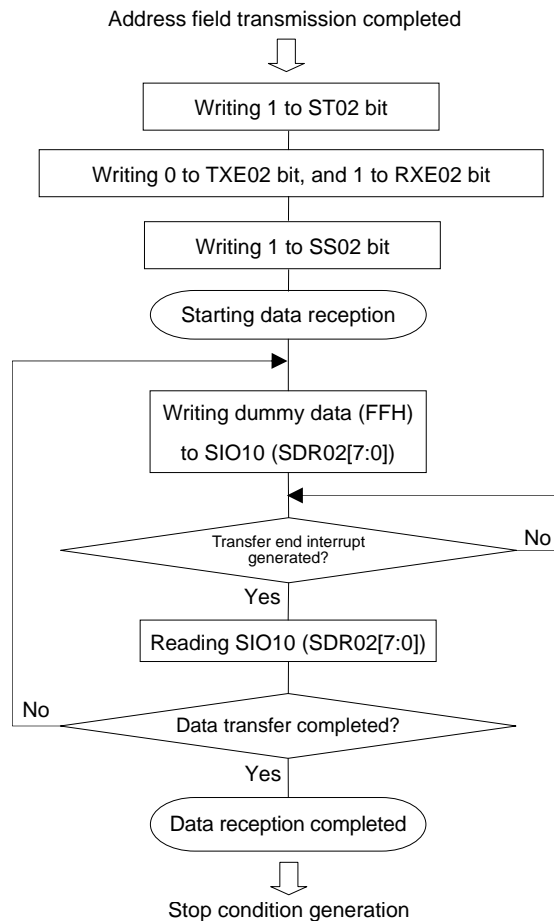 Address field transmission completed
Writing 1 to ST02 bit
Writing 0 to TXE02 bit, and 1 to RXE02 bit
Writing 1 to SS02 bit
Starting data reception
Writing dummy data (FFH)
to SIO10 (SDR02[7:0])
Transfer end interrupt
generated?
No
Yes
Reading SIO10 (SDR02[7:0])
No
Data transfer completed?
Yes
Data reception completed
Stop condition generation